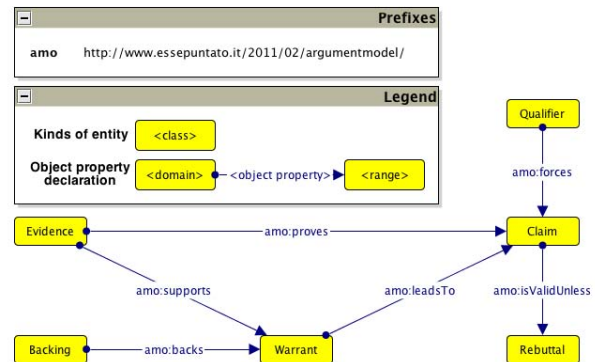 Prefixes
amo http://www.essepuntato.it/2011/02/argumentmodel/
Legend
Kinds of entity <class>
Object property
declaration
<domain> <object property> <range>
Qualifier
amo:forces
Evidence amo:proves Claim
amo:supports amo:leadsTo amo:isValidUnless
Backing amo:backs Warrant Rebuttal